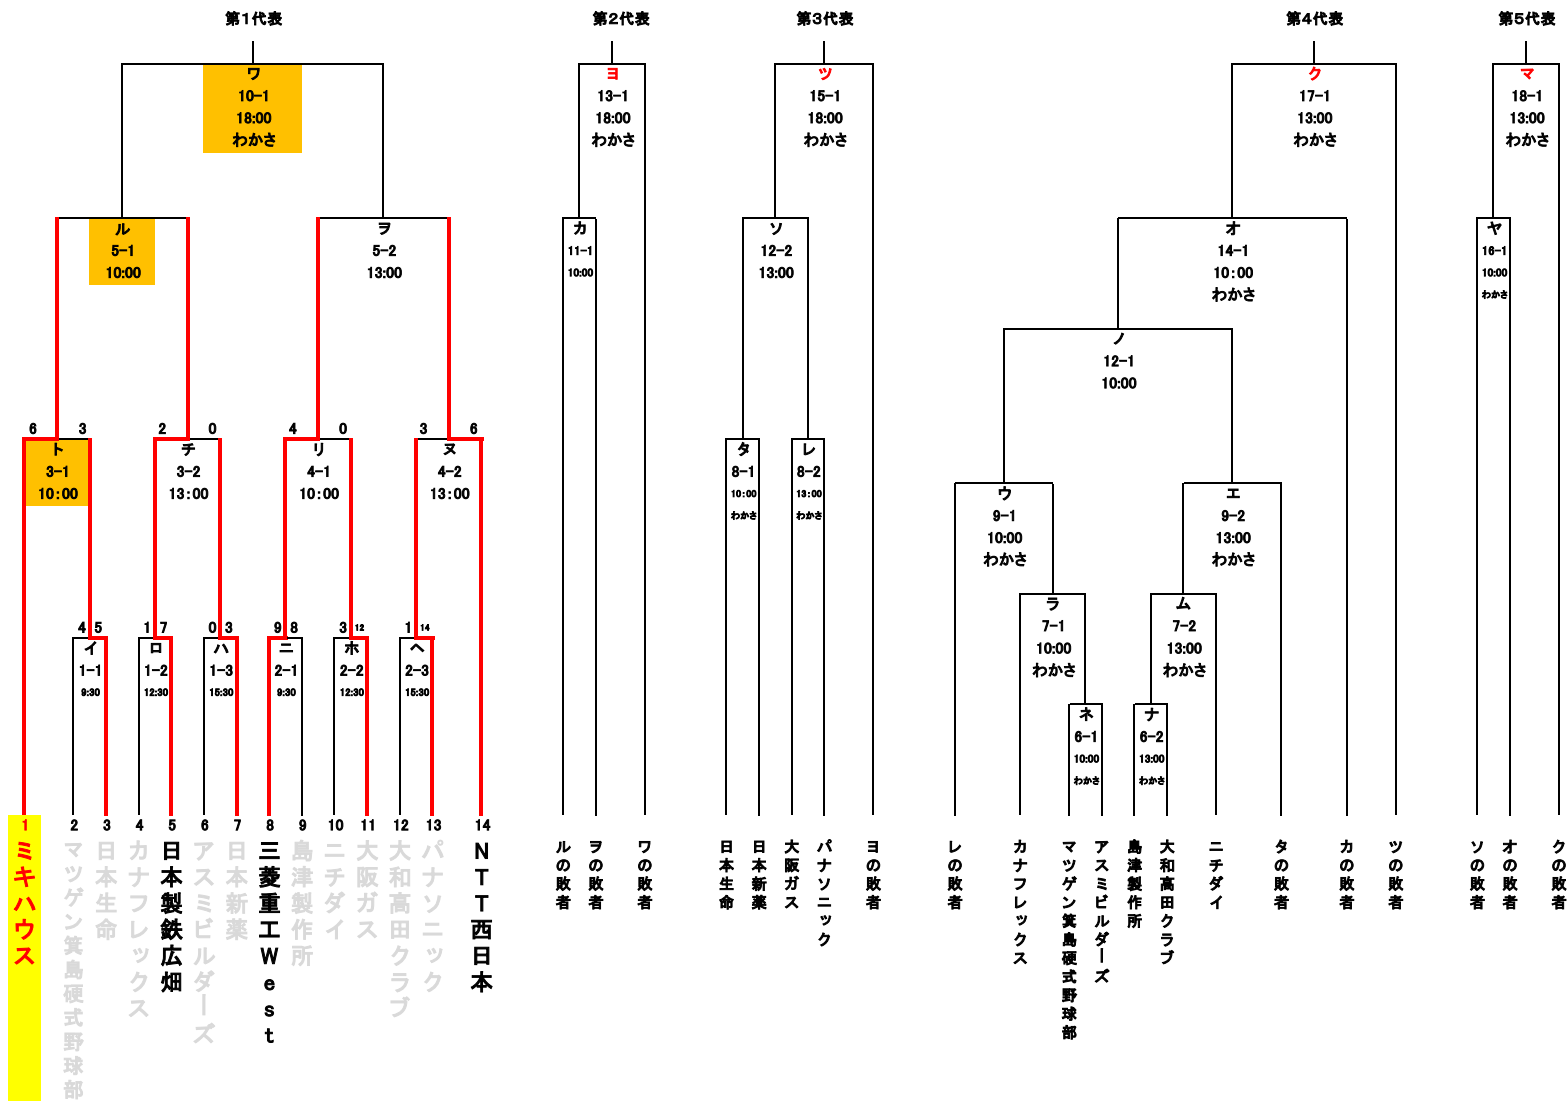 第1代表
第2代表
第3代表
第4代表
第5代表
ワ
10-1
18:00
わかさ
ヨ
13-1
18:00
わかさ
ツ
15-1
18:00
わかさ
ク
17-1
13:00
わかさ
マ
18-1
13:00
わかさ
ル
5-1
10:00
ヲ
5-2
13:00
カ
11-1
10:00
ソ
12-2
13:00
オ
14-1
10:00
わかさ
ヤ
16-1
10:00
わかさ
ノ
12-1
10:00
6 3
ト
3-1
10:00
2 0
チ
3-2
13:00
4 0
リ
4-1
10:00
3 6
ヌ
4-2
13:00
タ
8-1
10:00
わかさ
レ
8-2
13:00
わかさ
ウ
9-1
10:00
わかさ
エ
9-2
13:00
わかさ
ラ
7-1
10:00
わかさ
ム
7-2
13:00
わかさ
4 5
イ
1-1
9:30
1 7
ロ
1-2
12:30
0 3
ハ
1-3
15:30
9 8
ニ
2-1
9:30
3 12
ホ
2-2
12:30
1 14
ヘ
2-3
15:30
ネ
6-1
10:00
わかさ
ナ
6-2
13:00
わかさ
1
ミキハウス
2
マツゲン箕島硬式野球部
3
日本生命
4
カナフレックス
5
日本製鉄広畑
6
アスミビルダーズ
7
日本新薬
8
三菱重工West
9
島津製作所
10
ニチダイ
11
大阪ガス
12
大和高田クラブ
13
パナソニック
14
NTT西日本
ルの敗者
ヲの敗者
ワの敗者
日本生命
日本新薬
大阪ガス
パナソニック
ヨの敗者
レの敗者
カナフレックス
マツゲン箕島硬式野球部
アスミビルダーズ
島津製作所
大和高田クラブ
ニチダイ
タの敗者
カの敗者
ツの敗者
ソの敗者
オの敗者
クの敗者